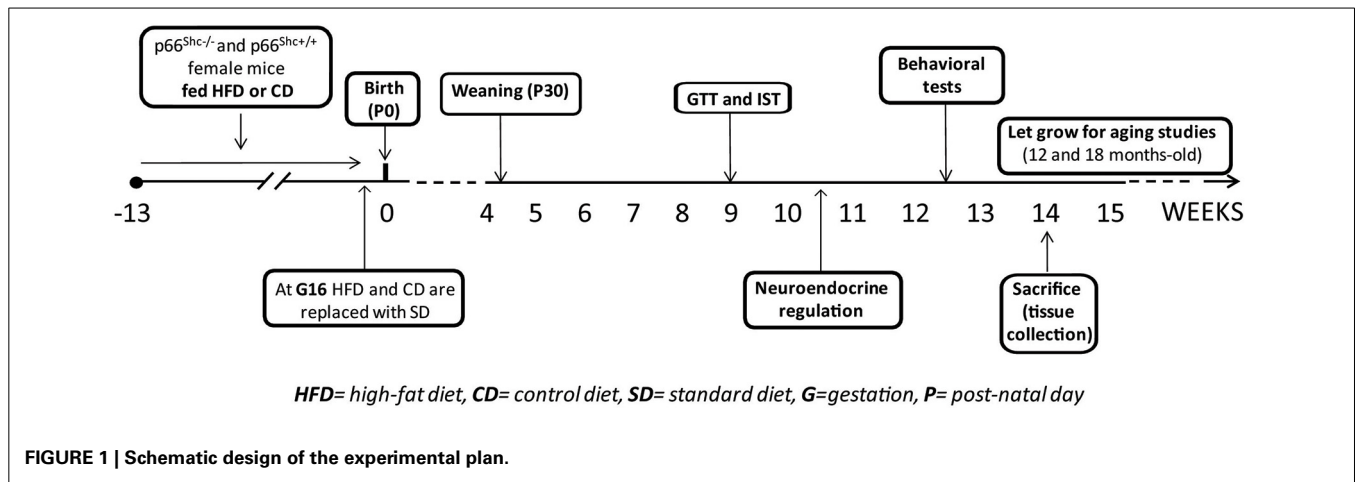 p66Shc-/- and p66Shc+/+
female mice
fed HFD or CD
Birth
(P0)
Weaning (P30)
GTT and IST
Behavioral
tests
Let grow for aging studies
(12 and 18 months-old)
-13 0 4 5 6 7 8 9 10 11 12 13 14 15 WEEKS
At G16 HFD and CD are
replaced with SD
Neuroendocrine
regulation
Sacrifice
(tissue
collection)
HFD= high-fat diet, CD= control diet, SD= standard diet, G=gestation, P= post-natal day
FIGURE 1 | Schematic design of the experimental plan.